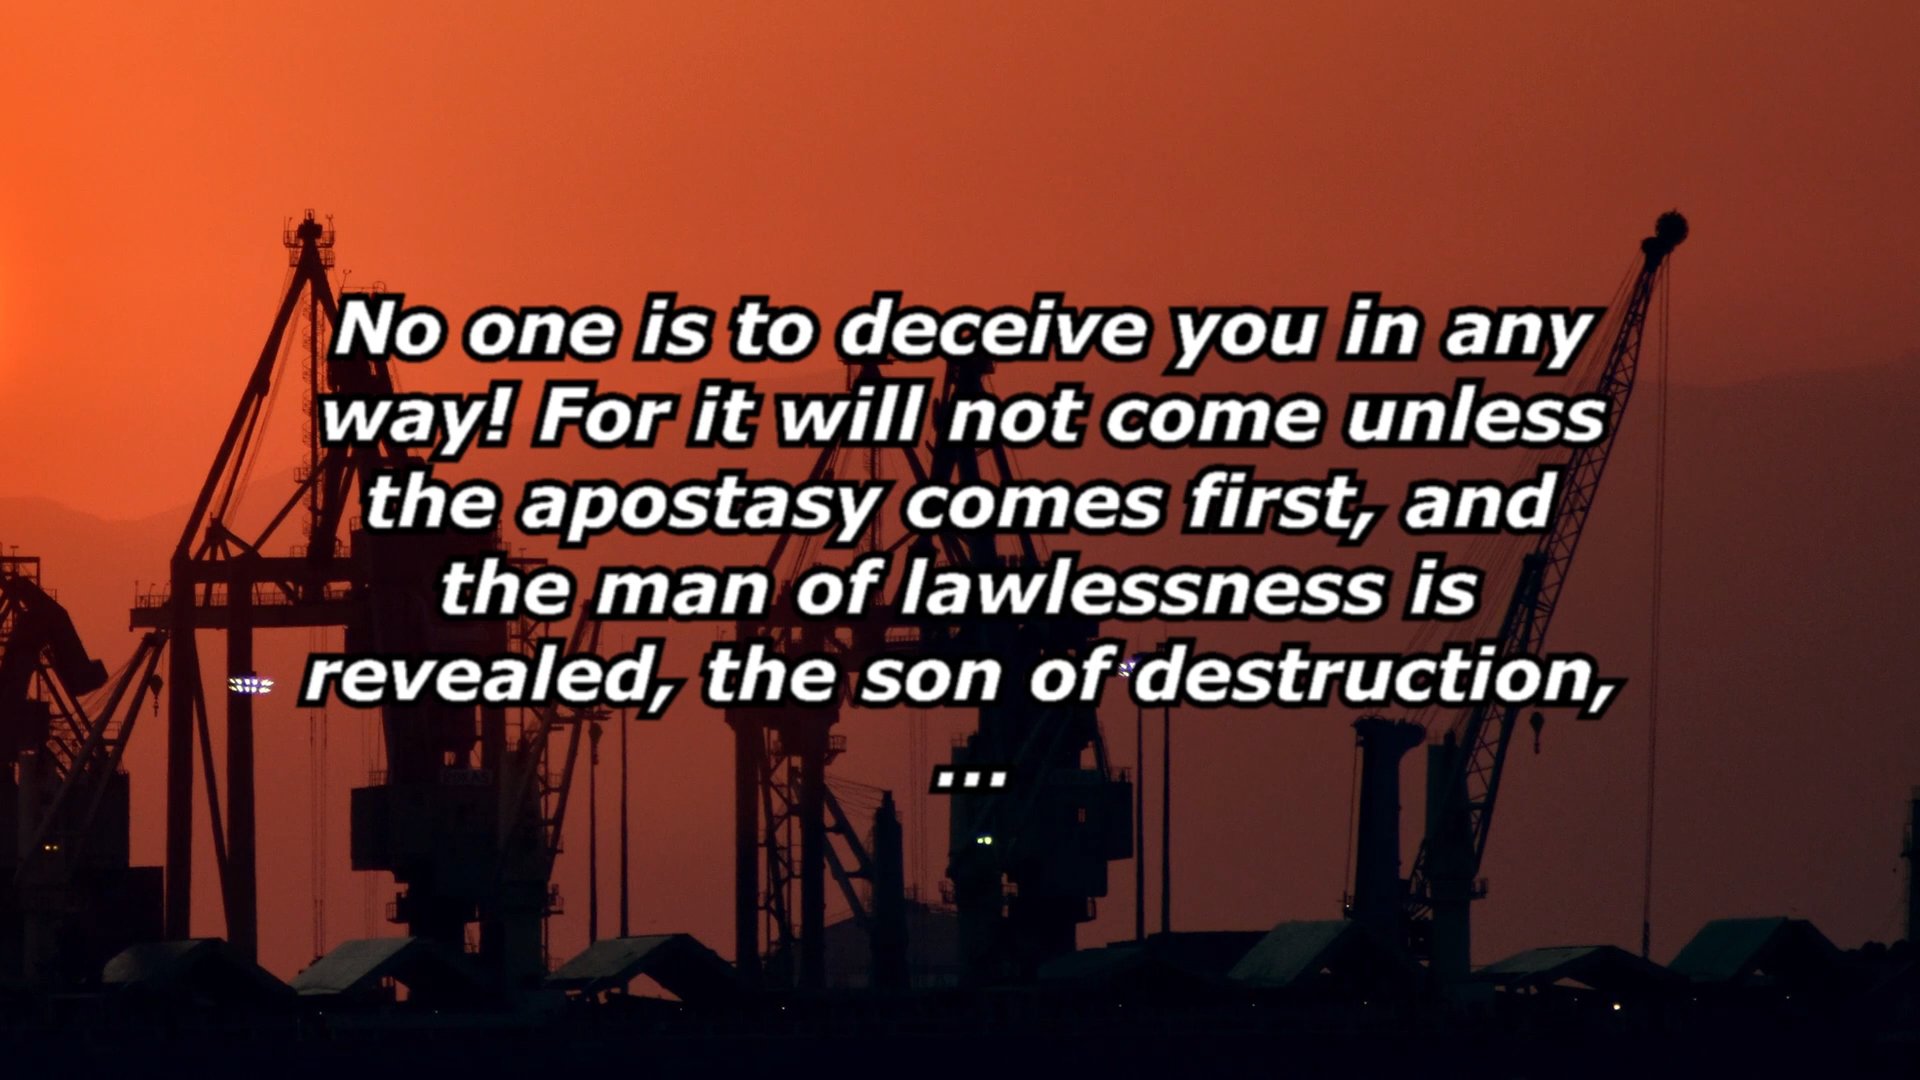 No one is to deceive you in any
way! For it will not come unless
the apostasy comes first, and
the man of lawlessness is
revealed, the son of destruction,
...